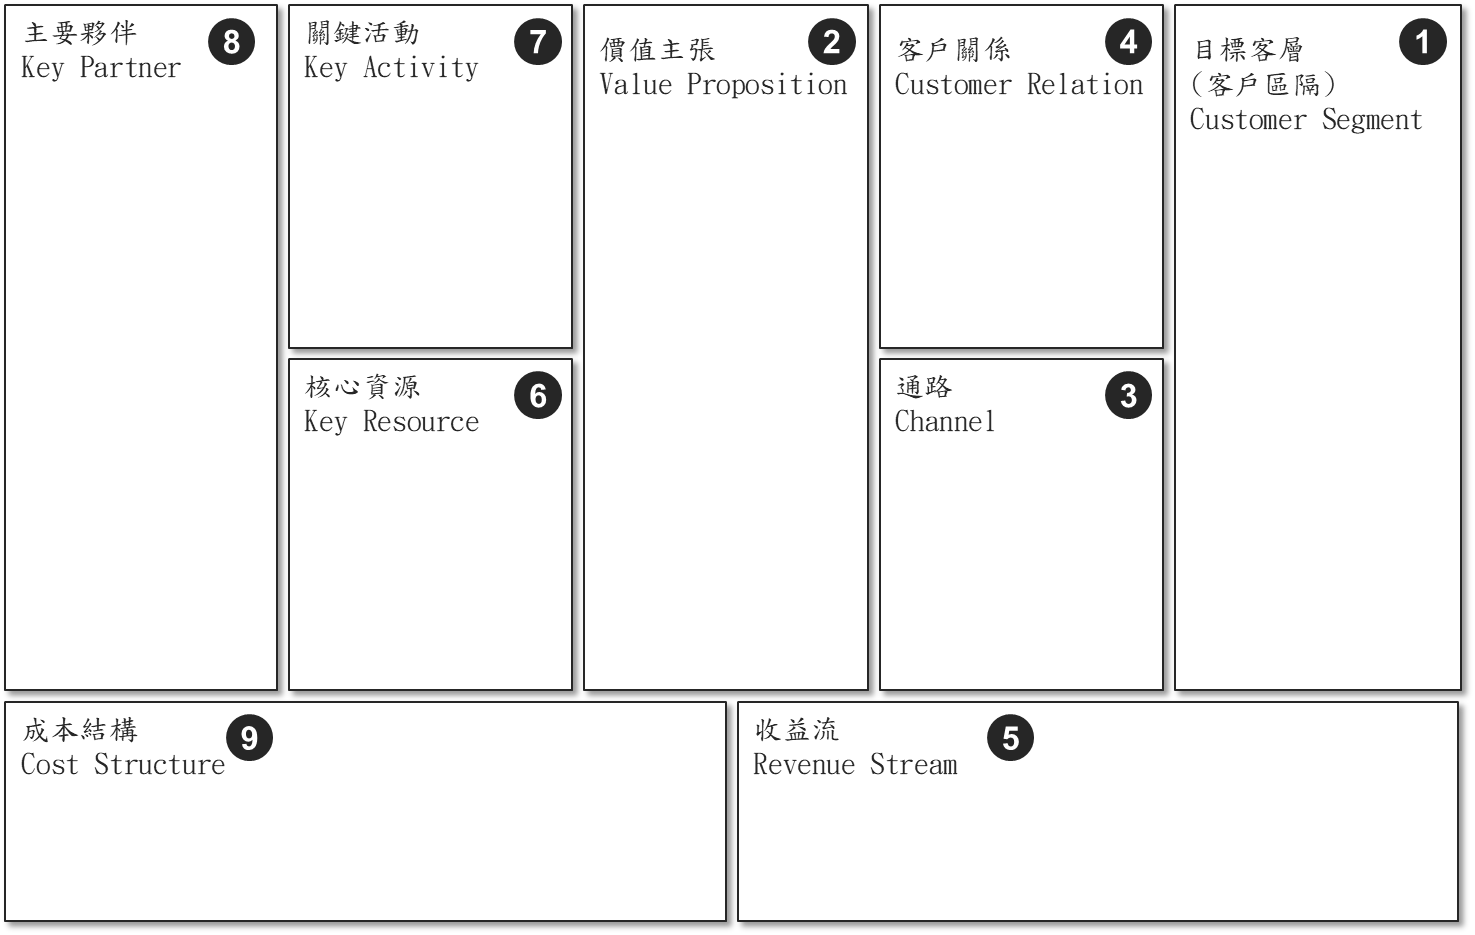 主要夥伴
Key Partner
8
關鍵活動
Key Activity
7
核心資源
Key Resource
6
價值主張
Value Proposition
2
客戶關係
Customer Relation
4
通路
Channel
3
目標客層
(客戶區隔)
Customer Segment
1
成本結構
Cost Structure
9
收益流
Revenue Stream
5